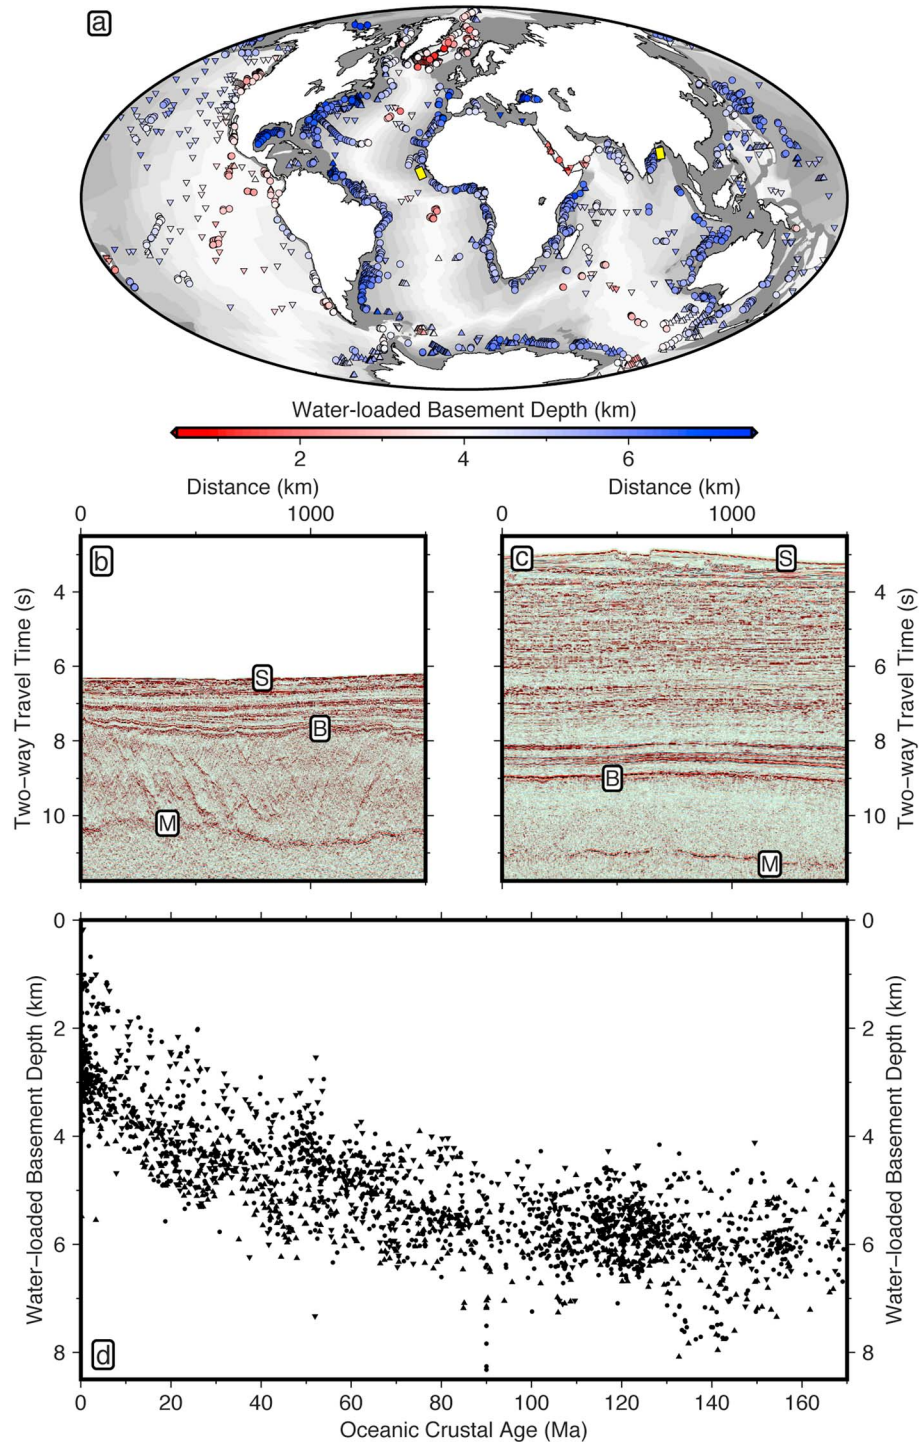 a
Water-loaded Basement Depth (km)
2 4 6
Distance (km) Distance (km)
0 1000 0 1000
b S c S
4 4
6 6
B
8 8
B
10 10
M M
Two-way Travel Time (s) Two-way Travel Time (s)
0 0
2 2
4 4
6 6
8 8
d
Water-loaded Basement Depth (km) Water-loaded Basement Depth (km)
0 20 40 60 80 100 120 140 160
Oceanic Crustal Age (Ma)